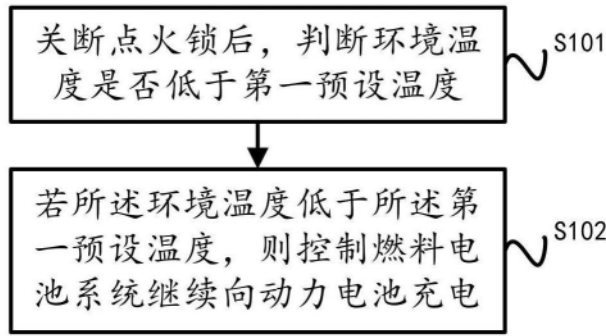 关断点火锁后，判断环境温
度是否低于第一预设温度
S101
若所述环境温度低于所述第
一预设温度，则控制燃料电
池系统继续向动力电池充电
S102